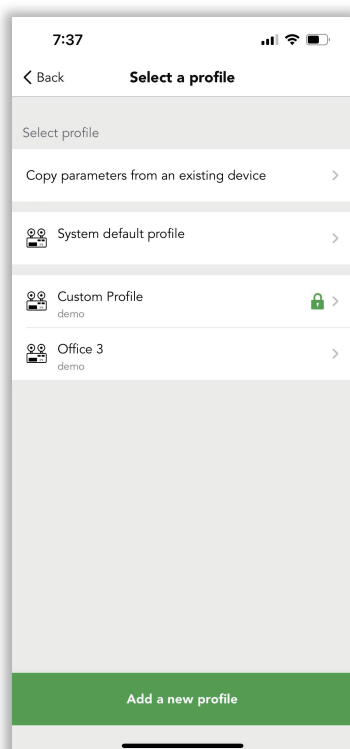 7:37
Back
Select a profile
Select profile
Copy parameters from an existing device
System default profile
Custom Profile
demo
Office 3
demo
Add a new profile